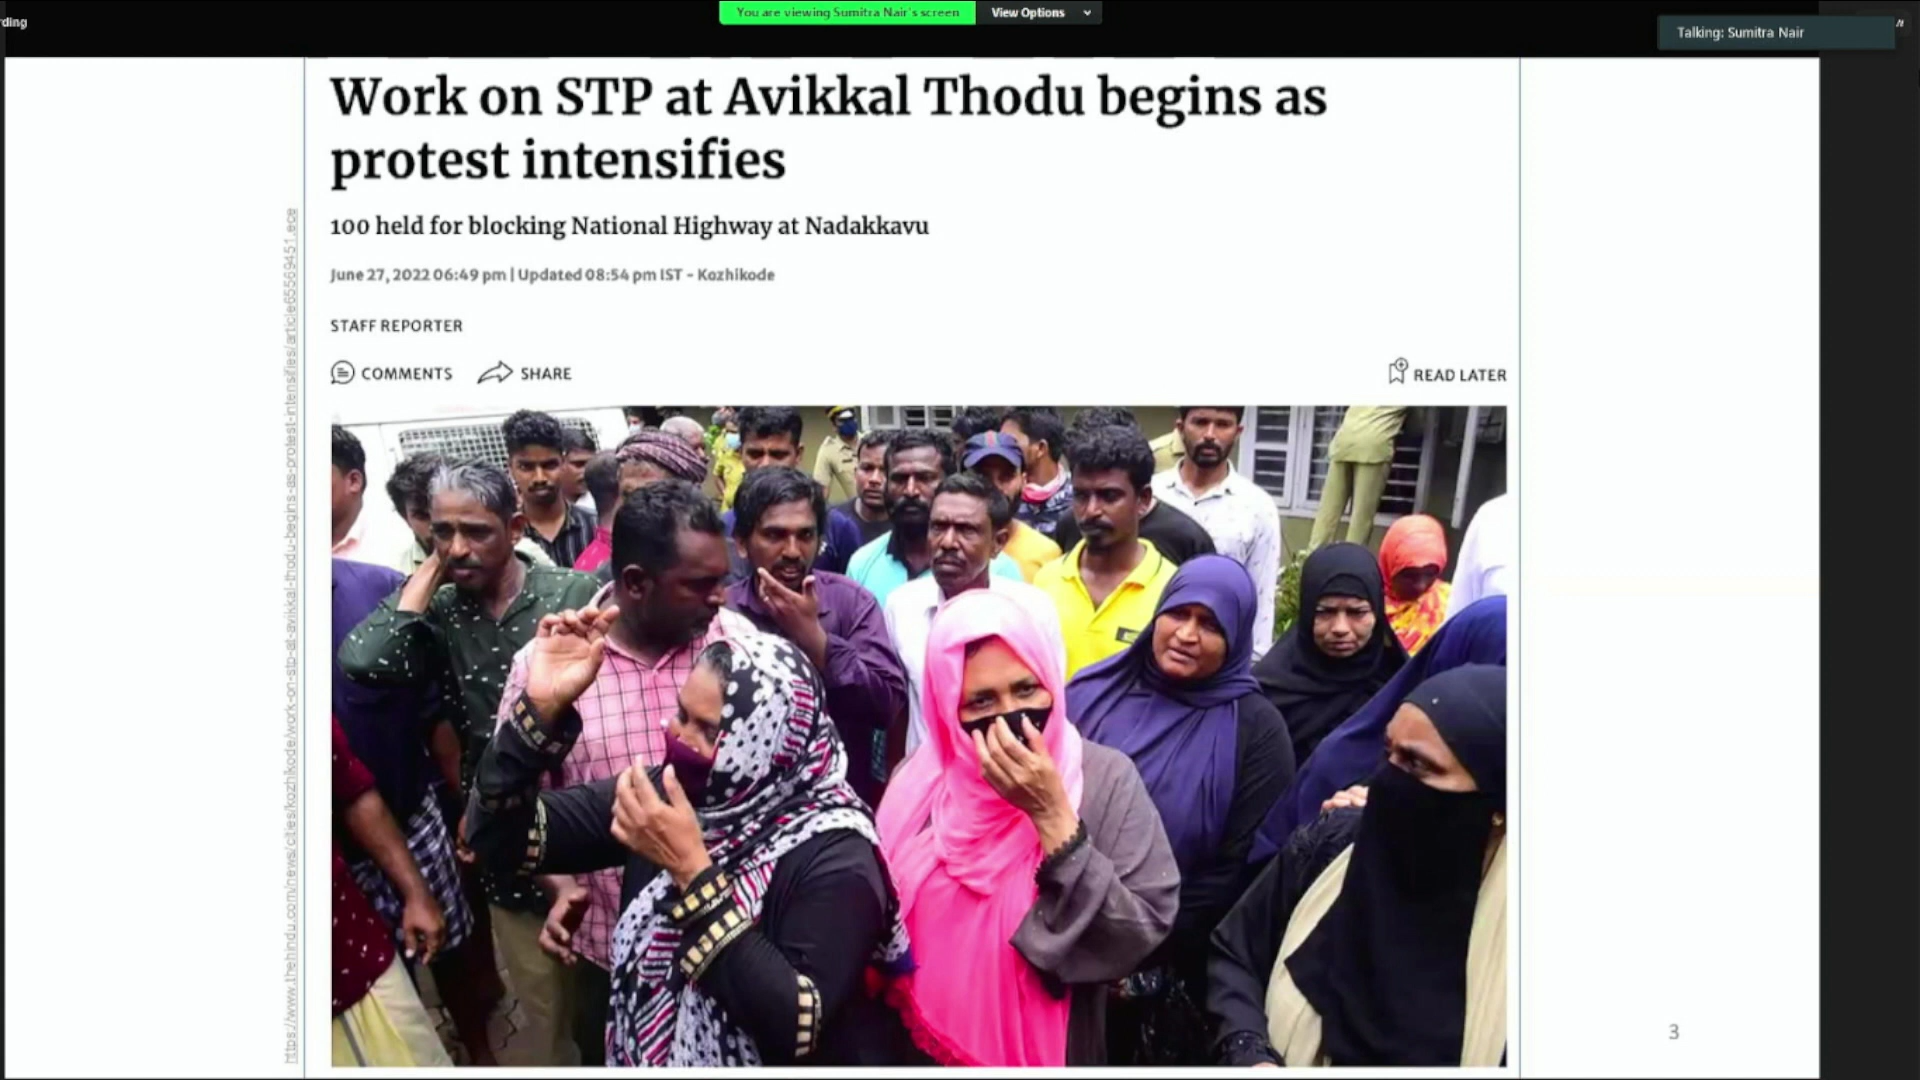 rding
You are viewing Sumitra Nair's screen
View Options
Talking: Sumitra Nair
Work on STP at Avikkal Thodu begins as
protest intensifies
100 held for blocking National Highway at Nadakkavu
June 27, 2022 06:49 pm | Updated 08:54 pm IST - Kozhikode
STAFF REPORTER
COMMENTS
SHARE
READ LATER
https://www.thehindu.com/news/cities/kozhikode/work-on-stp-at-avikkal-thodu-begins-as-protest-intensifies/article65569451.ece
3